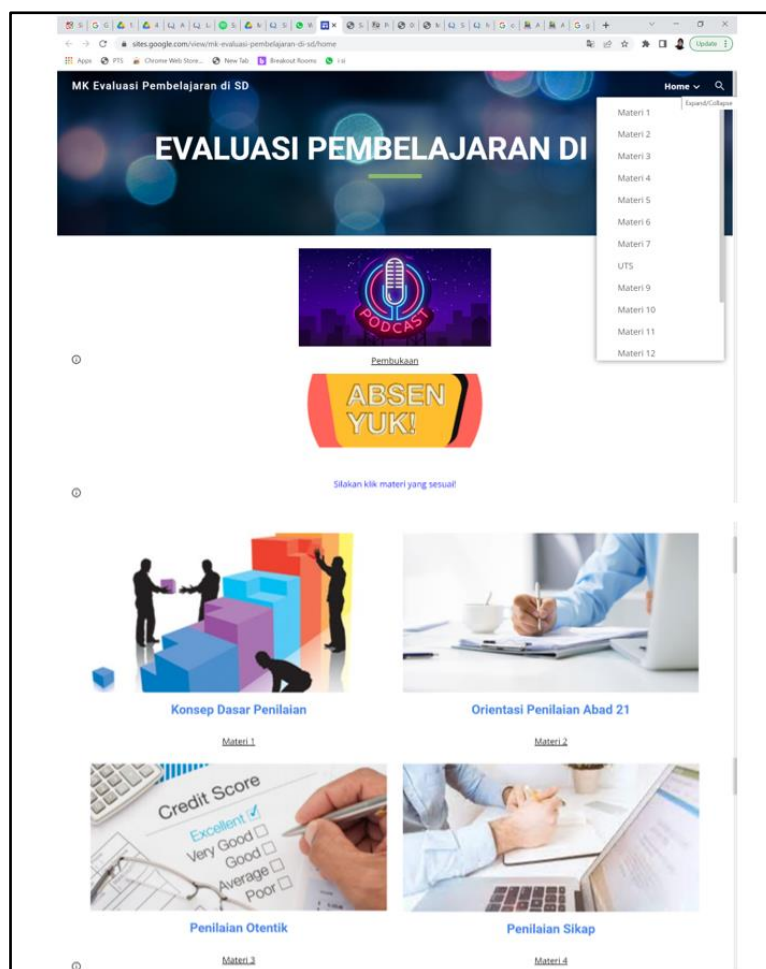 sites.google.com/view/mk-evaluasi-pembelajaran-di-sd/home
Update
Apps PTS Chrome Web Store... New Tab Breakout Rooms
MK Evaluasi Pembelajaran di SD
Home
Expand/Collapse
EVALUASI PEMBELAJARAN DI
Materi 1
Materi 2
Materi 3
Materi 4
Materi 5
Materi 6
Materi 7
UTS
Materi 9
Materi 10
Materi 11
Materi 12
PODCAST
Pembukaan
ABSEN
YUK!
Silakan klik materi yang sesuai!
Konsep Dasar Penilaian
Orientasi Penilaian Abad 21
Materi 1
Materi 2
Credit Score
Excellent
Very Good
Good
Average
Poor
Penilaian Otentik
Penilaian Sikap
Materi 3
Materi 4